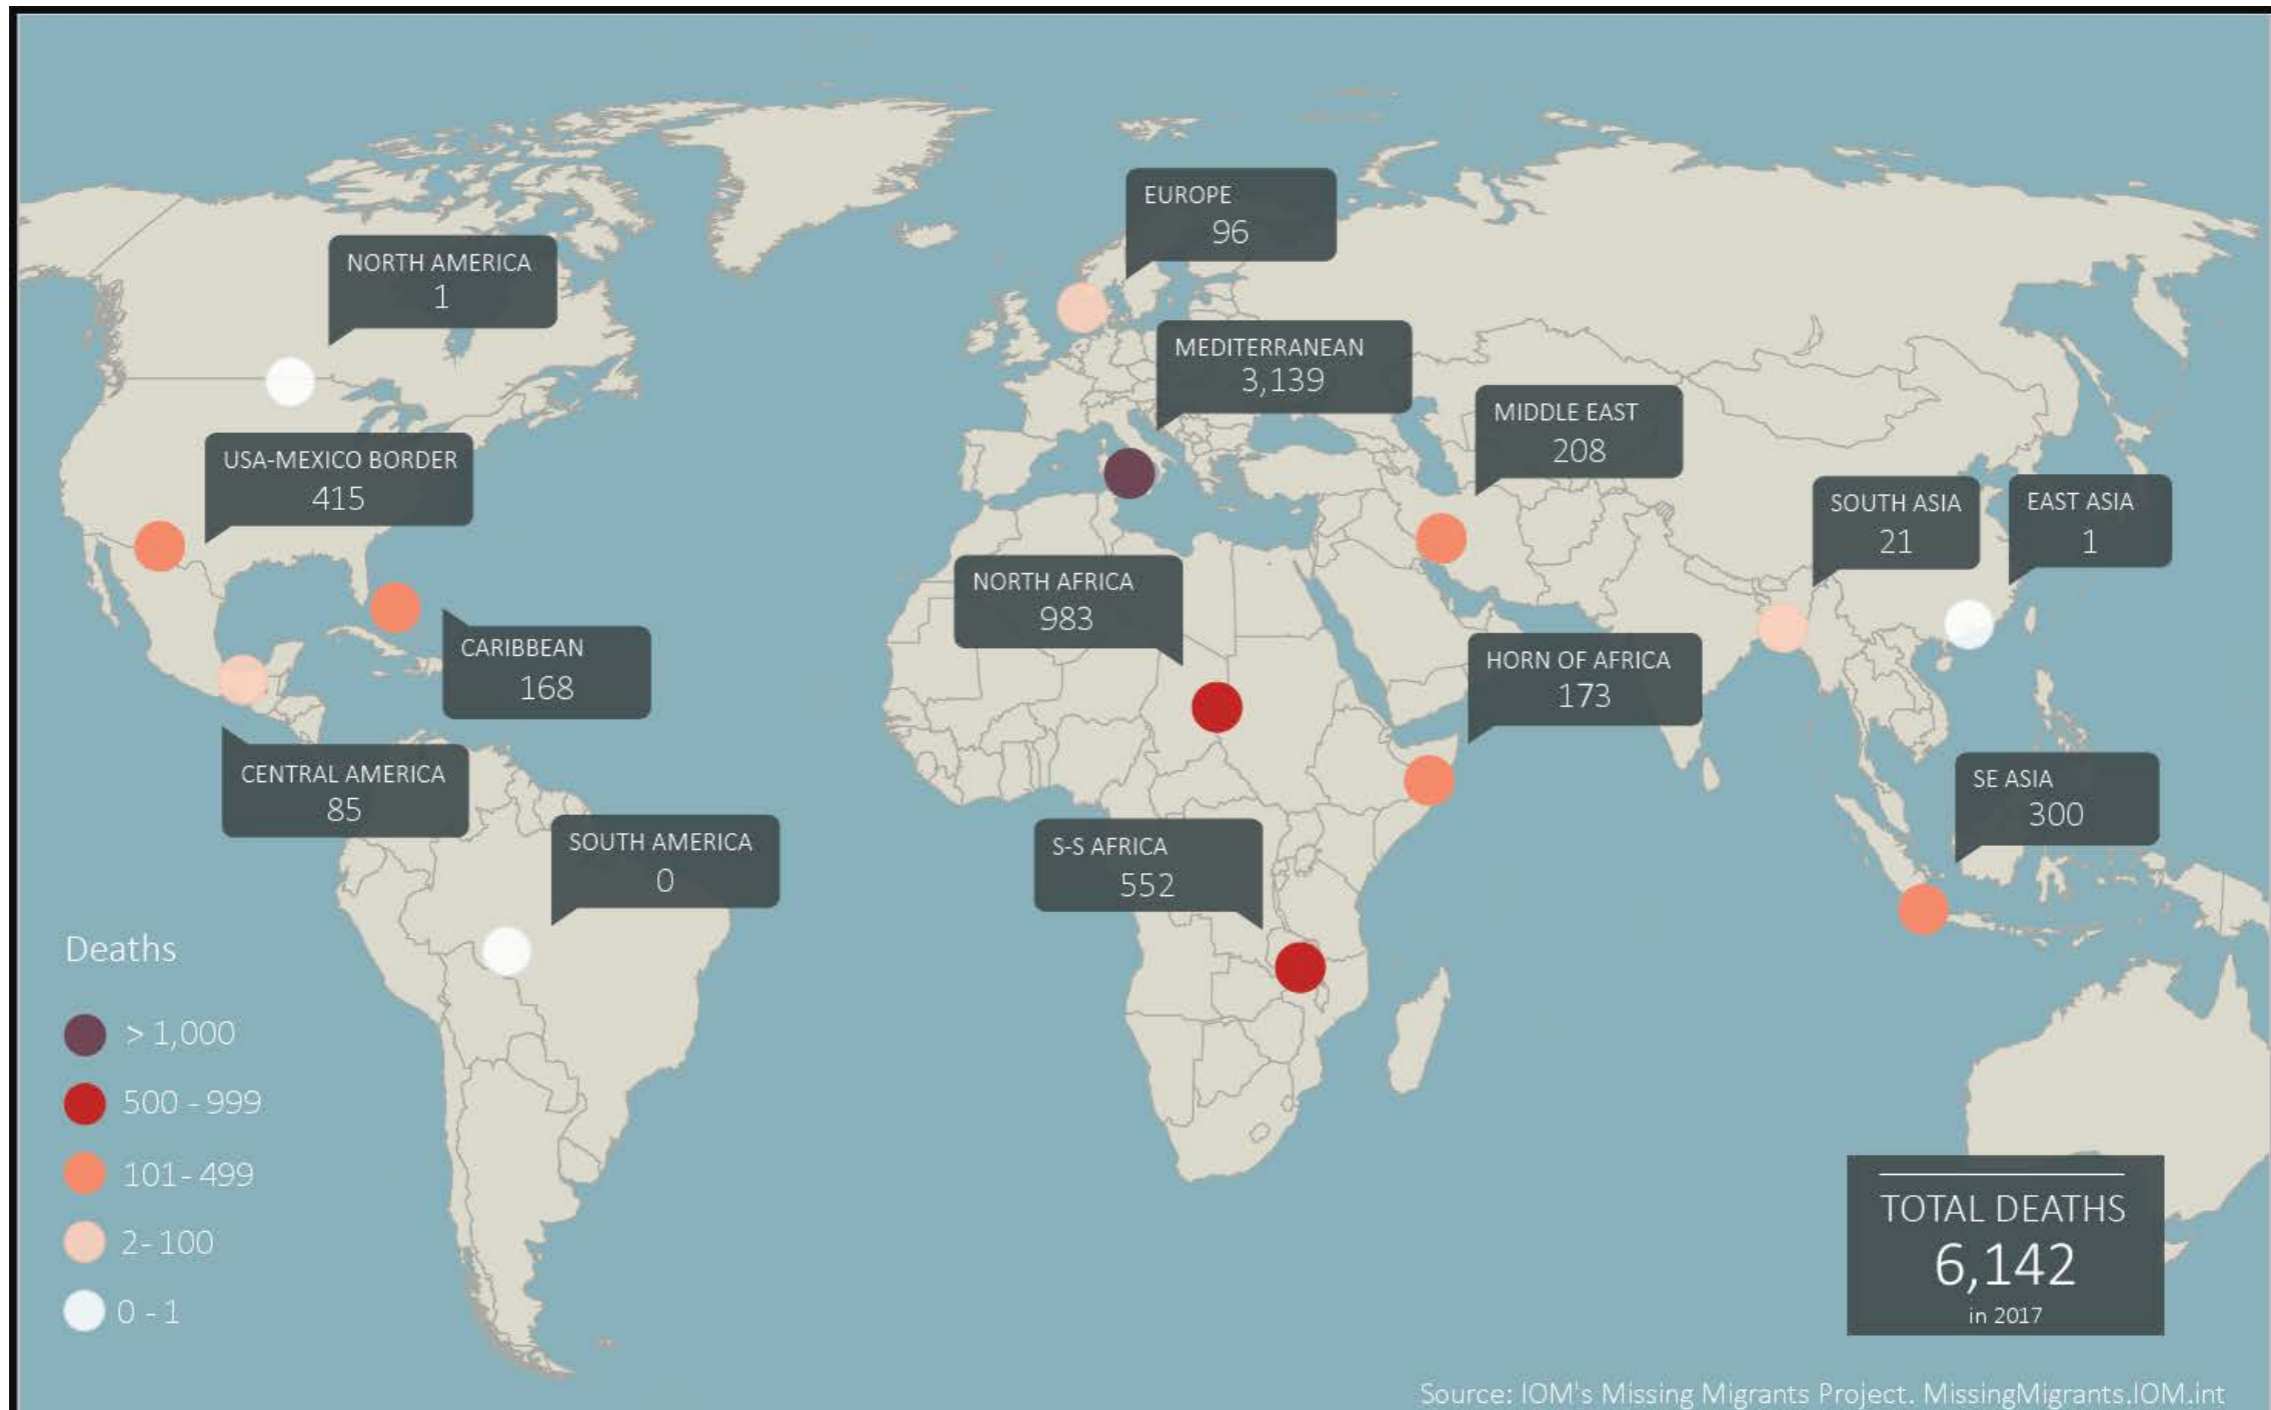 EUROPE
96
NORTH AMERICA
1
MEDITERRANEAN
3,139
MIDDLE EAST
208
USA-MEXICO BORDER
415
SOUTH ASIA
21
EAST ASIA
1
NORTH AFRICA
983
CARIBBEAN
168
HORN OF AFRICA
173
CENTRAL AMERICA
85
SE ASIA
300
SOUTH AMERICA
0
S-S AFRICA
552
Deaths
> 1,000
500 - 999
101- 499
2- 100
0 - 1
TOTAL DEATHS
6,142
in 2017
Source: IOM's Missing Migrants Project. MissingMigrants.IOM.int